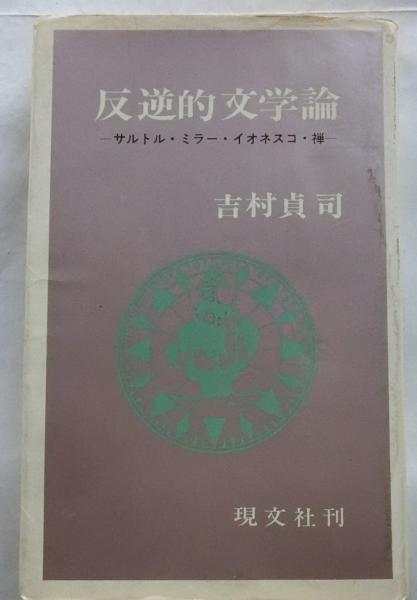 反逆的文学論
―サルトル・ミラー・イオネスコ・禅―
吉村貞司
現文社刊